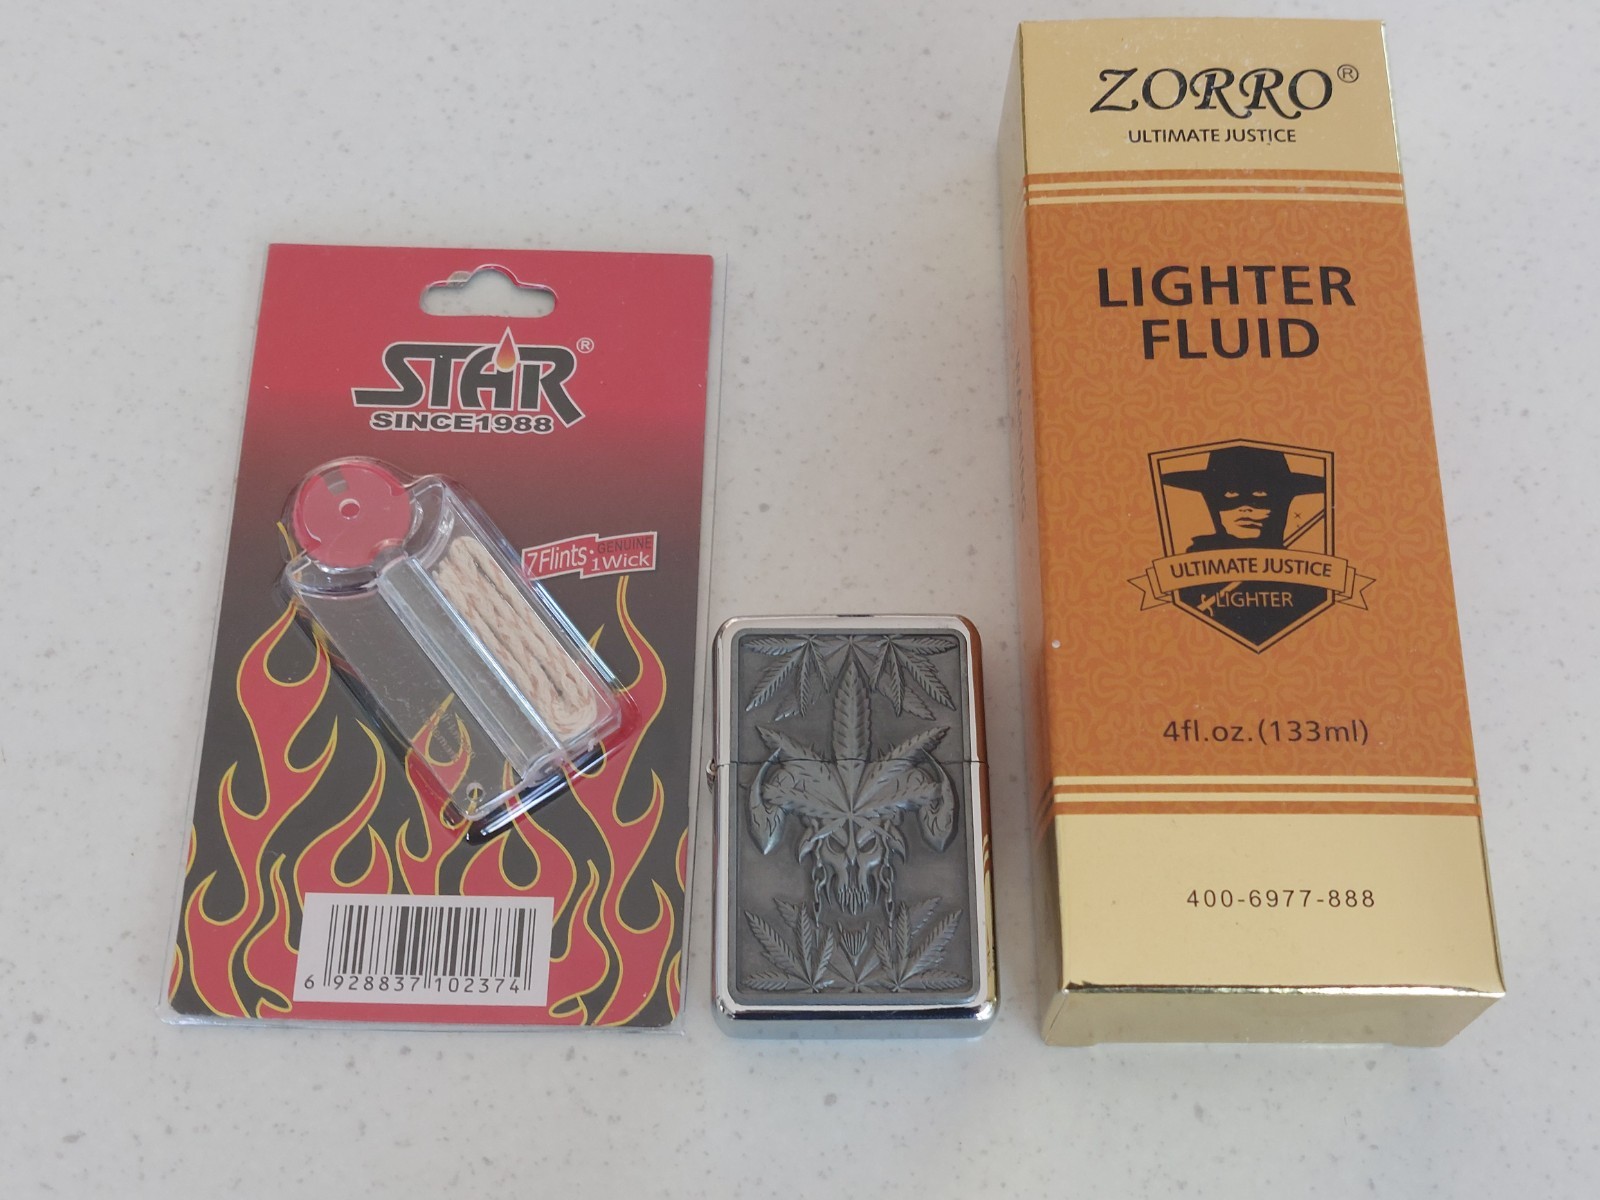 STAR®
SINCE1988
7Flints+
GENUINE
1Wick
6 928837 102374
ZORRO®
ULTIMATE JUSTICE
LIGHTER
FLUID
ULTIMATE JUSTICE
LIGHTER
4fl.oz.(133ml)
400-6977-888